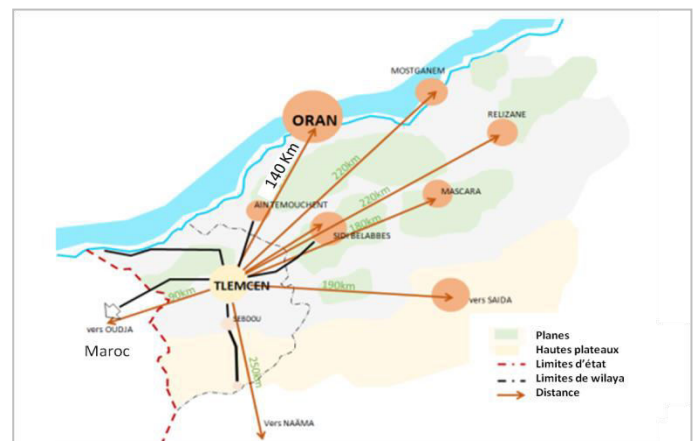 MOSTGANEM
RELIZANE
ORAN
140 Km
220km
220km
180km
MASCARA
AINTEMOUCHENT
SIDI BELABBES
TLEMCEN
190km
90km
vers SAIDA
SEBDOU
vers OUDJA
Maroc
250km
Vers NAÂMA
Planes
Hautes plateaux
Limites d'état
Limites de wilaya
Distance